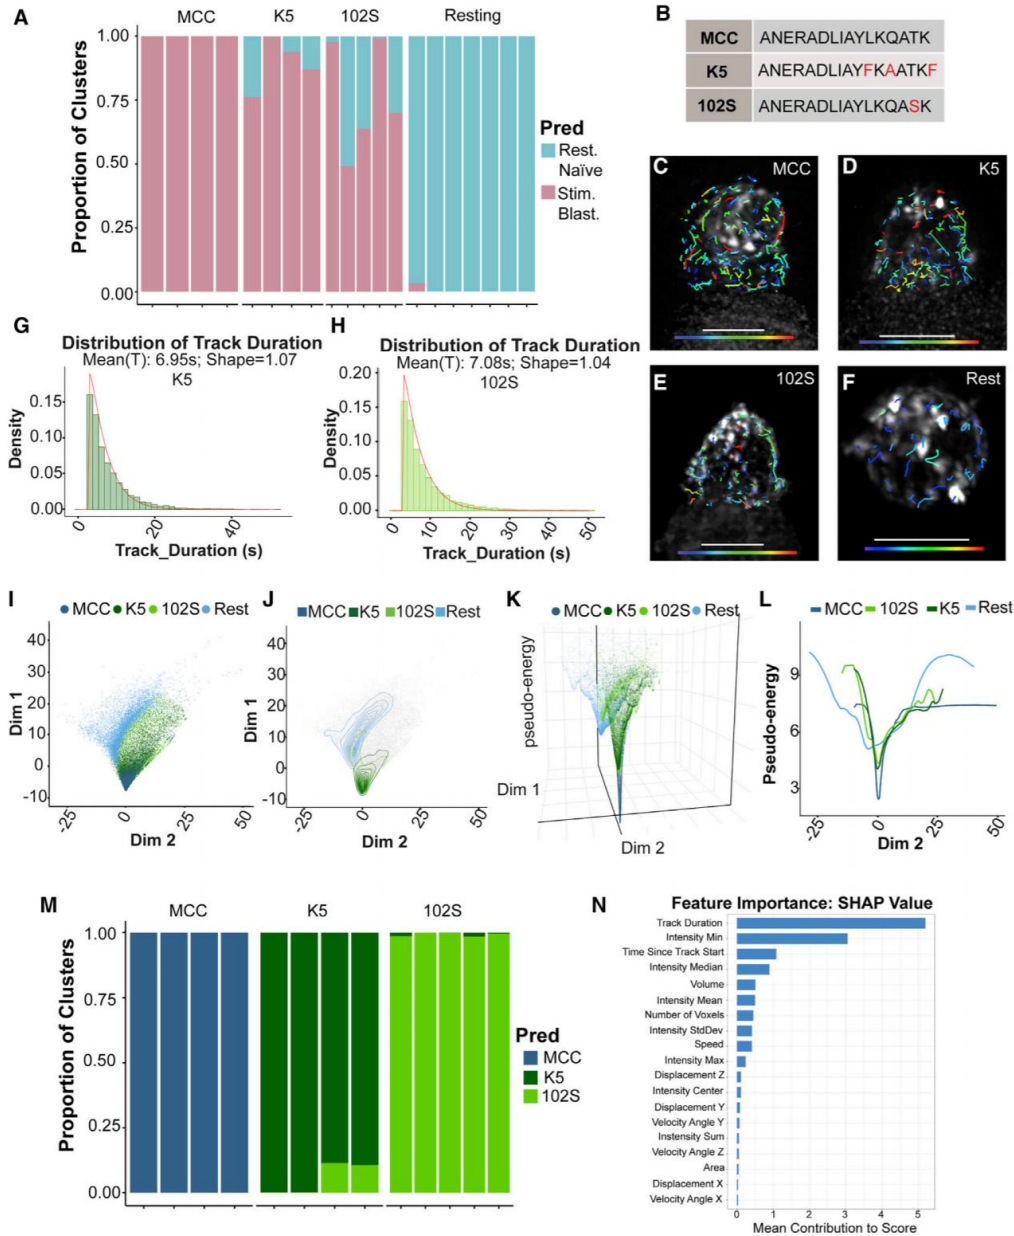 A
MCC K5 102S Resting
Proportion of Clusters
1.00
0.75
0.50
0.25
0.00
Pred
Rest.
Naïve
Stim.
Blast.
B
MCC ANERADLIAYLKQATK
K5 ANERADLIAYFKAATKF
102S ANERADLIAYLKQASK
C MCC
D K5
E 102S
F Rest
G
Distribution of Track Duration
Mean(T): 6.95s; Shape=1.07
K5
Density
0.15
0.10
0.05
0.00
0 20 40
Track_Duration (s)
H
Distribution of Track Duration
Mean(T): 7.08s; Shape=1.04
102S
Density
0.20
0.15
0.10
0.05
0.00
0 10 20 30 40 50
Track_Duration (s)
I
MCC K5 102S Rest
Dim 1
40
30
20
10
0
-10
-25 0 25 50
Dim 2
J
MCC K5 102S Rest
Dim 1
40
30
20
10
0
-10
-25 0 25 50
Dim 2
K
MCC K5 102S Rest
pseudo-energy
Dim 1
Dim 2
L
MCC 102S K5 Rest
Pseudo-energy
9
6
3
-25 0 25 50
Dim 2
M
MCC K5 102S
Proportion of Clusters
1.00
0.75
0.50
0.25
0.00
Pred
MCC
K5
102S
N
Feature Importance: SHAP Value
Track Duration
Intensity Min
Time Since Track Start
Intensity Median
Volume
Intensity Mean
Number of Voxels
Intensity StdDev
Speed
Intensity Max
Displacement Z
Intensity Center
Displacement Y
Velocity Angle Y
Instensity Sum
Velocity Angle Z
Area
Displacement X
Velocity Angle X
0 1 2 3 4 5
Mean Contribution to Score